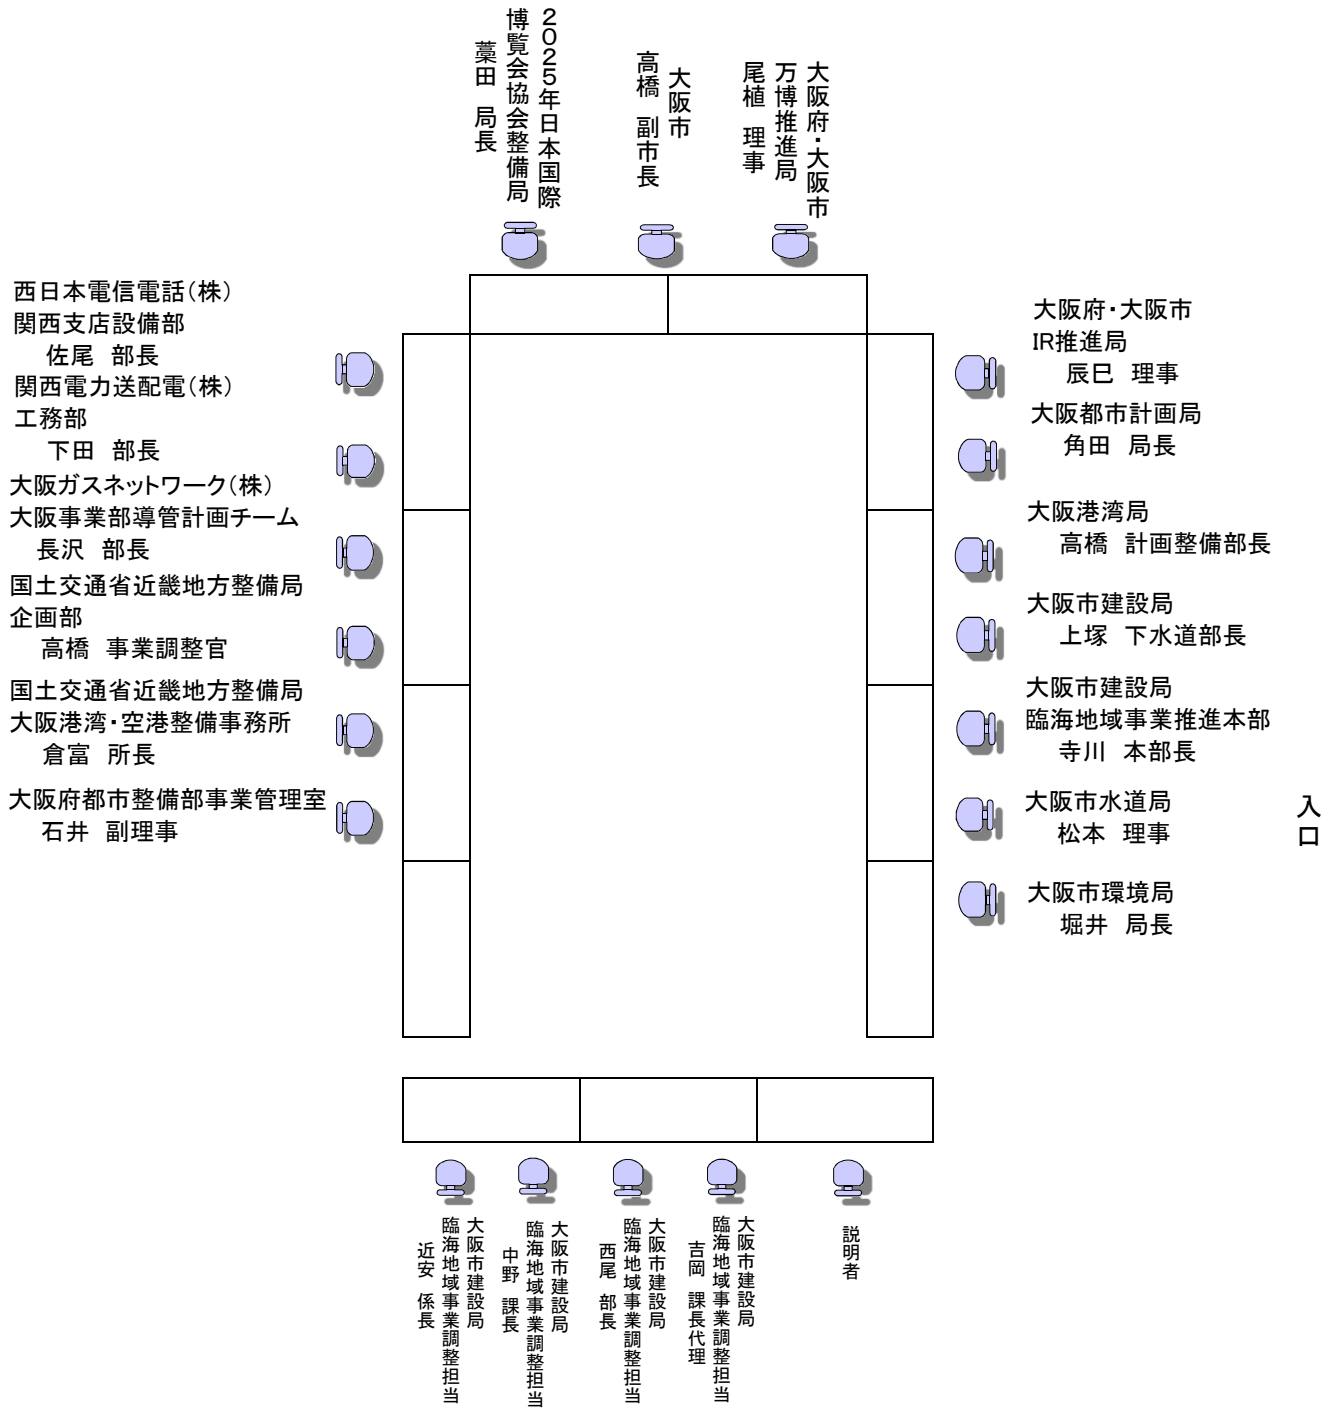 ２０２５年日本国際
博覧会協会整備局
藁田　局長
大阪市
高橋　副市長
大阪府・大阪市
万博推進局
尾植　理事
西日本電信電話（株）
関西支店設備部
佐尾　部長
関西電力送配電（株）
工務部
下田　部長
大阪ガスネットワーク（株）
大阪事業部導管計画チーム
長沢　部長
国土交通省近畿地方整備局
企画部
高橋　事業調整官
国土交通省近畿地方整備局
大阪港湾・空港整備事務所
倉富　所長
大阪府都市整備部事業管理室
石井　副理事
大阪府・大阪市
IR推進局
辰巳　理事
大阪都市計画局
角田　局長
大阪港湾局
高橋　計画整備部長
大阪市建設局
上塚　下水道部長
大阪市建設局
臨海地域事業推進本部
寺川　本部長
大阪市水道局
松本　理事
大阪市環境局
堀井　局長
入口
大阪市建設局
臨海地域事業調整担当
近安　係長
大阪市建設局
臨海地域事業調整担当
中野　課長
大阪市建設局
臨海地域事業調整担当
西尾　部長
大阪市建設局
臨海地域事業調整担当
吉岡　課長代理
説明者